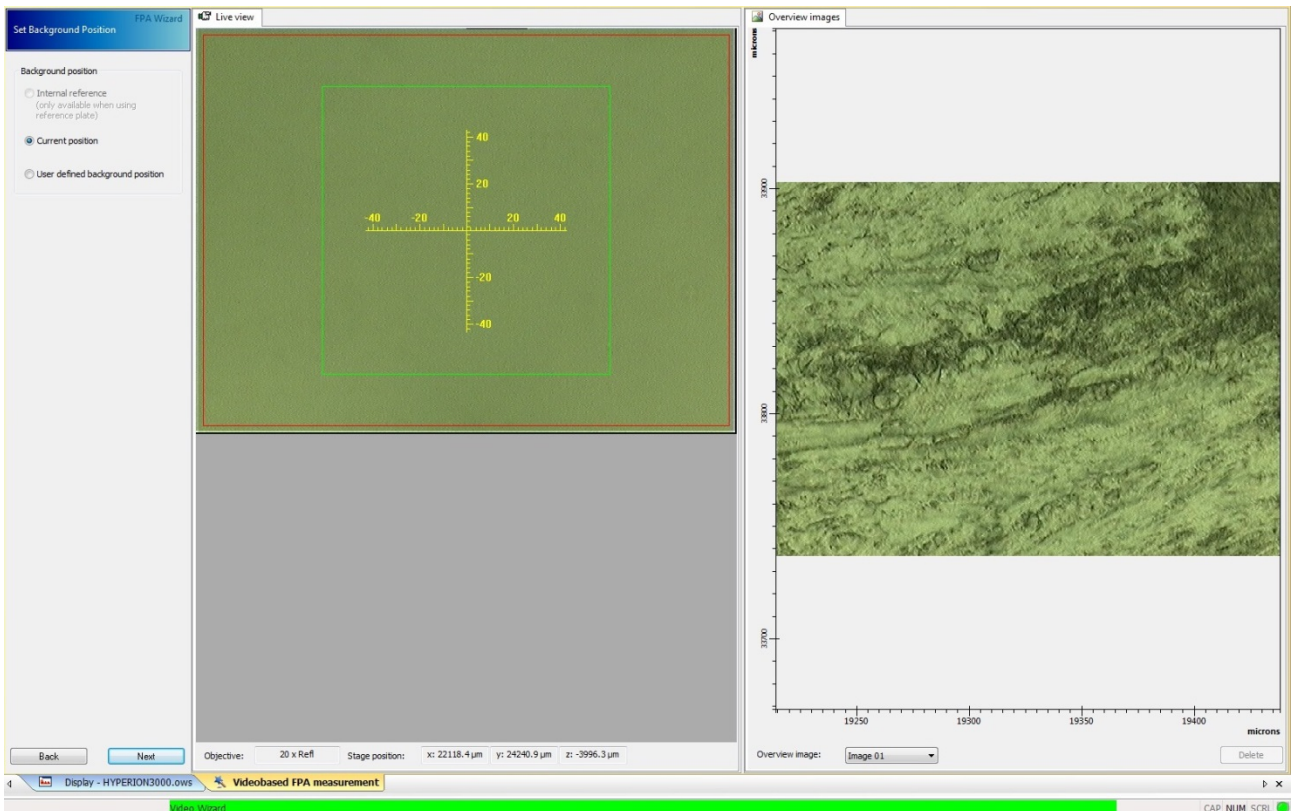 FPA Wizard
Set Background Position
Background position
Internal reference
(only available when using
reference plate)
Current position
User defined background position
Back
Next
Live view
40
20
-40 -20 20 40
-20
-40
Objective: 20 x Refl Stage position: x: 22118.4 µm y: 24240.9 µm z: -3996.3 µm
Overview images
microns
33900
33800
33700
19250 19300 19350 19400
microns
Overview image: Image 01 Delete
Display - HYPERION3000.ows Videobased FPA measurement
Video Wizard CAP NUM SCRL